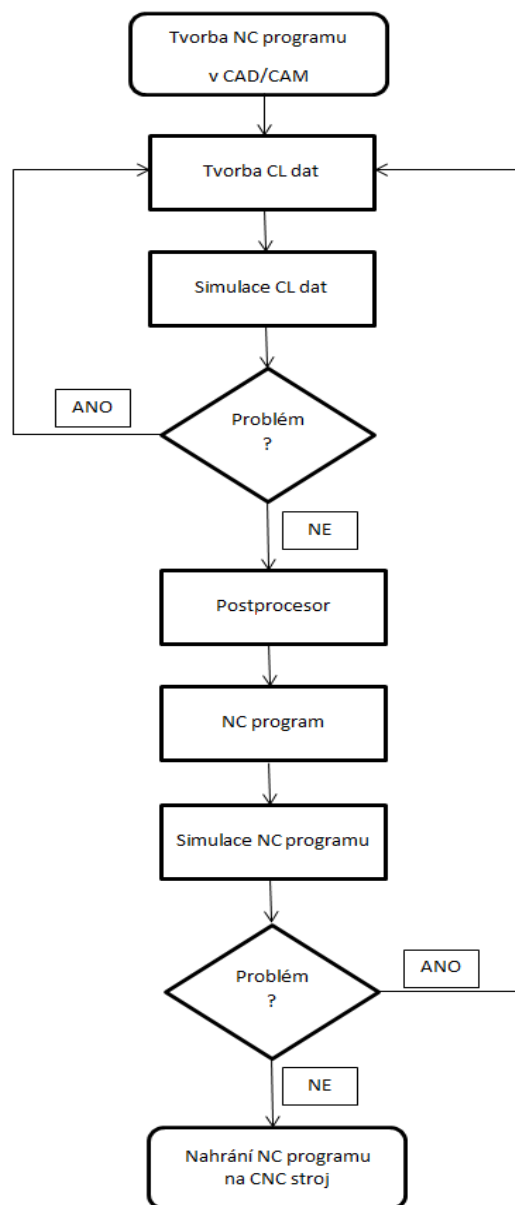 Tvorba NC programu
v CAD/CAM
Tvorba CL dat
Simulace CL dat
ANO
Problém
?
NE
Postprocesor
NC program
Simulace NC programu
Problém
?
ANO
NE
Nahrání NC programu
na CNC stroj